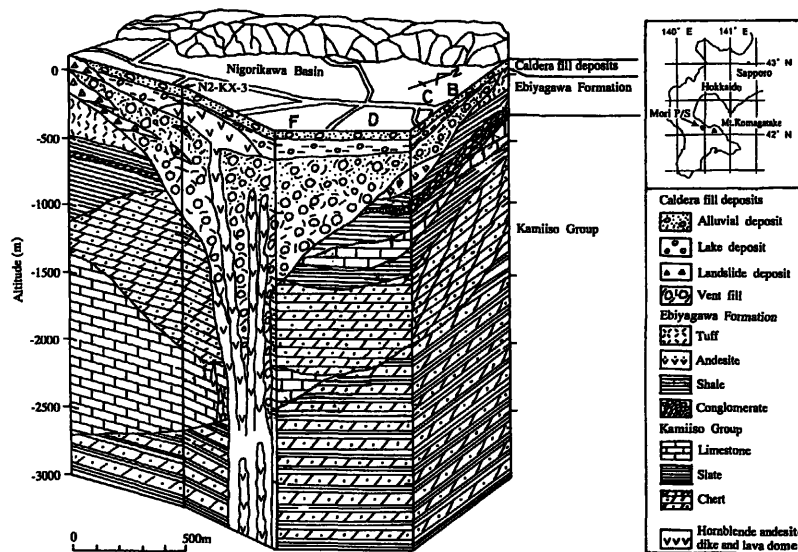 0
-500
-1000
-1500
-2000
-2500
-3000
Altitude (m)
0 500m
Nigorikawa Basin
N2-KX-3
F
D
C
B
Z
Caldera fill deposits
Ebiyagawa Formation
Kamiiso Group
140° E 141° E
43° N
Sapporo
Hokkaido
Mori P/S
Mt. Komagatake
42° N
Caldera fill deposits
Alluvial deposit
Lake deposit
Landslide deposit
Vent fill
Ebiyagawa Formation
Tuff
Andesite
Shale
Conglomerate
Kamiiso Group
Limestone
Slate
Chert
Hornblende andesite
dike and lava dome